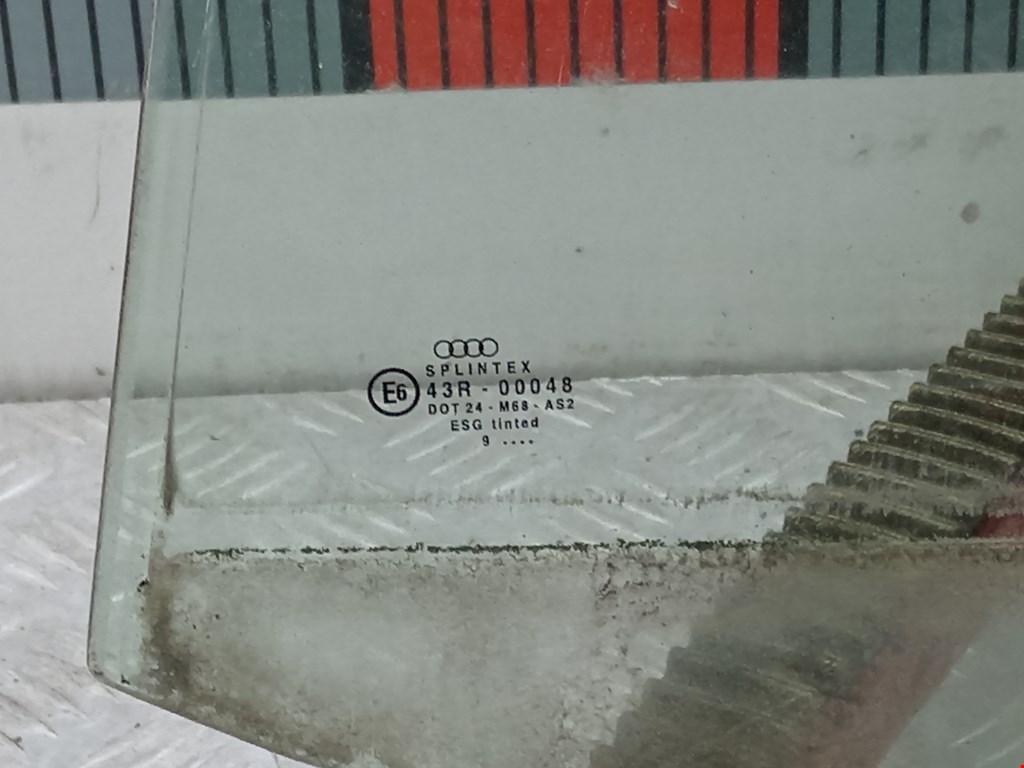 SPLINTEX
E6 43R - 00048
DOT 24 - M68 - AS2
ESG tinted
9 ....